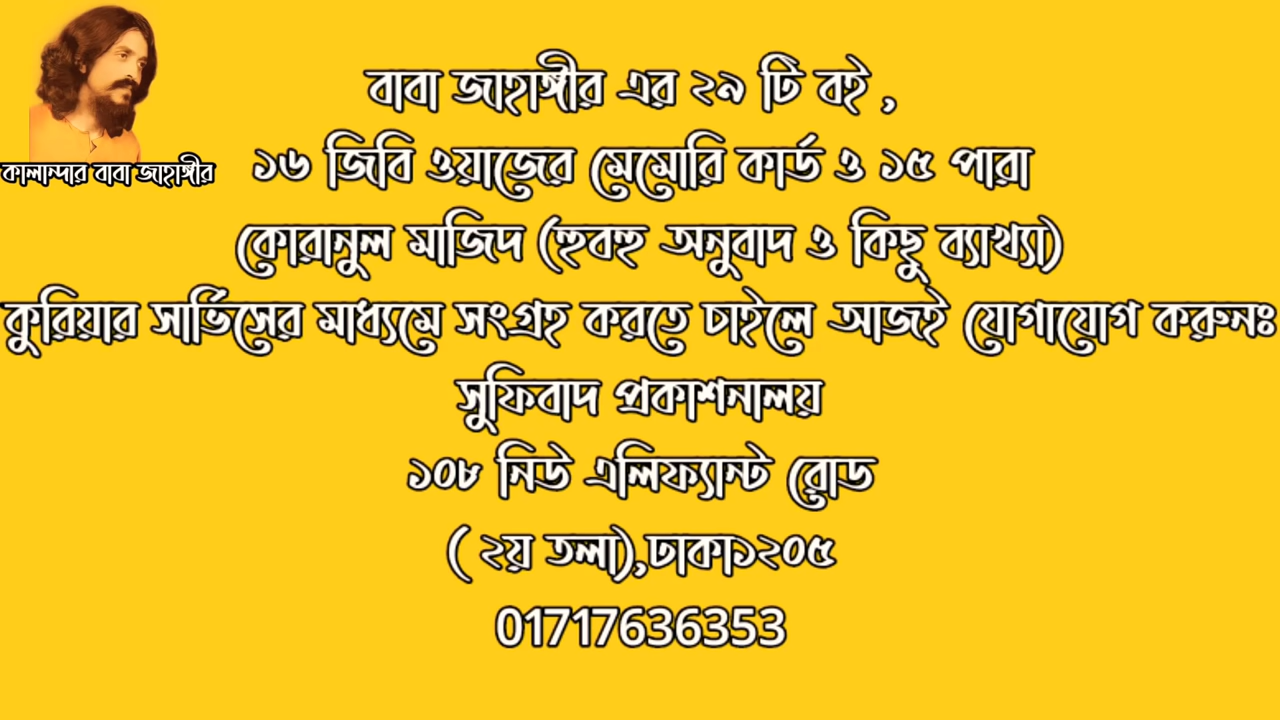 বাবা জাহাঙ্গীর এর ২৯ টি বই ,
কালান্দার বাবা জাহাঙ্গীর
১৬ জিবি ওয়াজের মেমোরি কার্ড ও ১৫ পারা
কোরানুল মাজিদ (হুবহু অনুবাদ ও কিছু ব্যাখ্যা)
কুরিয়ার সার্ভিসের মাধ্যমে সংগ্রহ করতে চাইলে আজই যোগাযোগ করুনঃ
সুফিবাদ প্রকাশনালয়
১০৮ নিউ এলিফ্যান্ট রোড
( ২য় তলা),ঢাকা১২০৫
01717636353